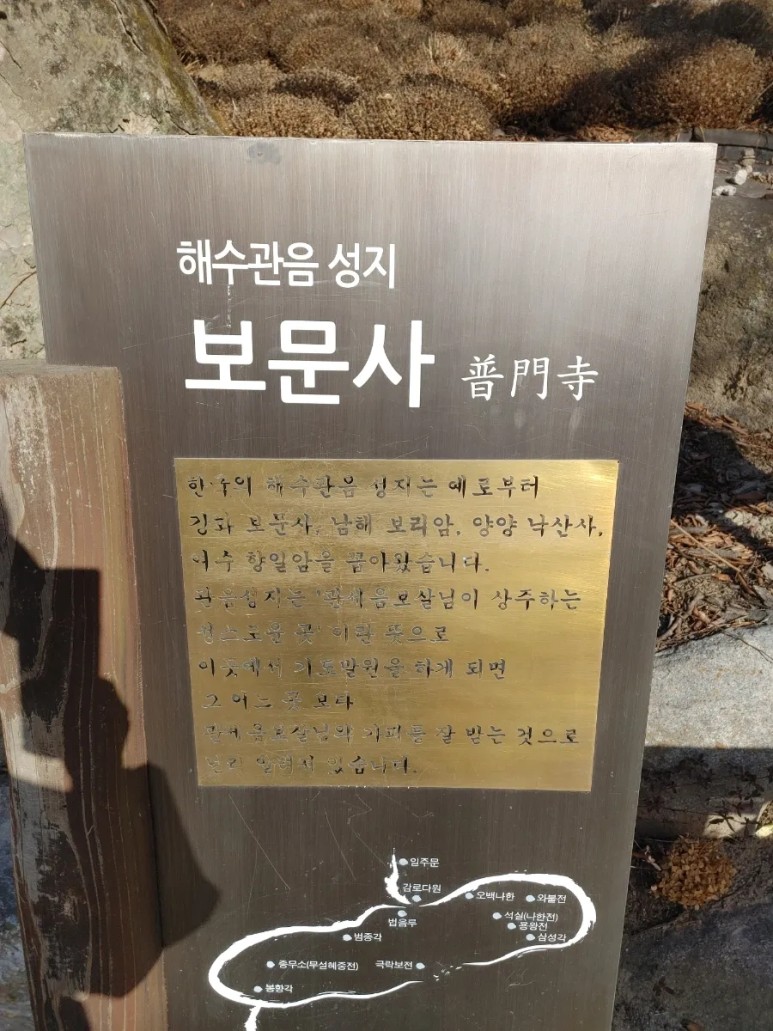 해수관음 성지
보문사 普門寺
한국의 해수관음 성지는 예로부터
강화 보문사, 남해 보리암, 양양 낙산사,
여수 향일암을 꼽아왔습니다.
관음성지는 '관세음보살님이 상주하는
성스러운 곳' 이란 뜻으로
이곳에서 기도발원을 하게 되면
그 어느 곳 보다
관세음보살님의 가피를 잘 받는 것으로
널리 알려져 있습니다.
일주문
감로다원
오백나한
와불전
법음루
석실(나한전)
용왕전
범종각
삼성각
종무소(무설혜중전)
극락보전
봉향각